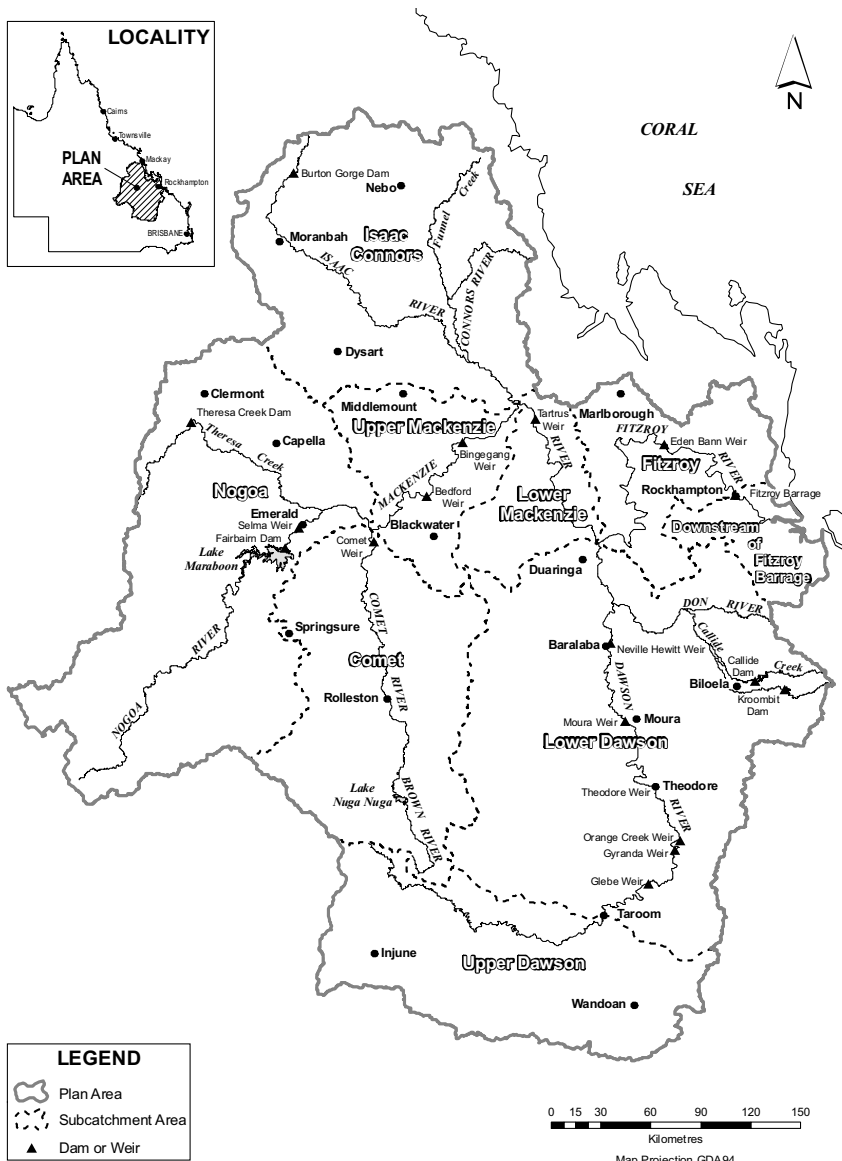 LOCALITY
Cairns
Townsville
PLAN
AREA
Mackay
Rockhampton
BRISBANE
N
CORAL
SEA
Burton Gorge Dam
Nebo
Funnel
Creek
Moranbah
Isaac
Connors
ISAAC
RIVER
CONNORS RIVER
Dysart
Clermont
Theresa Creek Dam
Middlemount
Upper Mackenzie
Tartrus
Weir
Marlborough
FITZROY
RIVER
Eden Bann Weir
Theresa
Creek
Capella
Bingegang
Weir
RIVER
Fitzroy
Nogoa
MACKENZIE
Bedford
Weir
Lower
Mackenzie
Rockhampton
Fitzroy Barrage
Emerald
Selma Weir
Fairbairn Dam
Lake
Maraboon
Comet
Weir
Blackwater
Downstream
of
Fitzroy
Barrage
Duaringa
DON RIVER
COMET
RIVER
Springsure
Comet
Rolleston
NOGOA
RIVER
Baralaba
Neville Hewitt Weir
Callide
Creek
Callide
Dam
Biloela
Kroombit
Dam
DAWSON
RIVER
Moura Weir
Moura
Lower Dawson
Lake
Nuga Nuga
BROWN RIVER
Theodore
Theodore Weir
Orange Creek Weir
Gyranda Weir
Glebe Weir
Taroom
Injune
Upper Dawson
Wandoan
LEGEND
Plan Area
Subcatchment Area
Dam or Weir
0 15 30 60 90 120 150
Kilometres
Map Projection GDA94